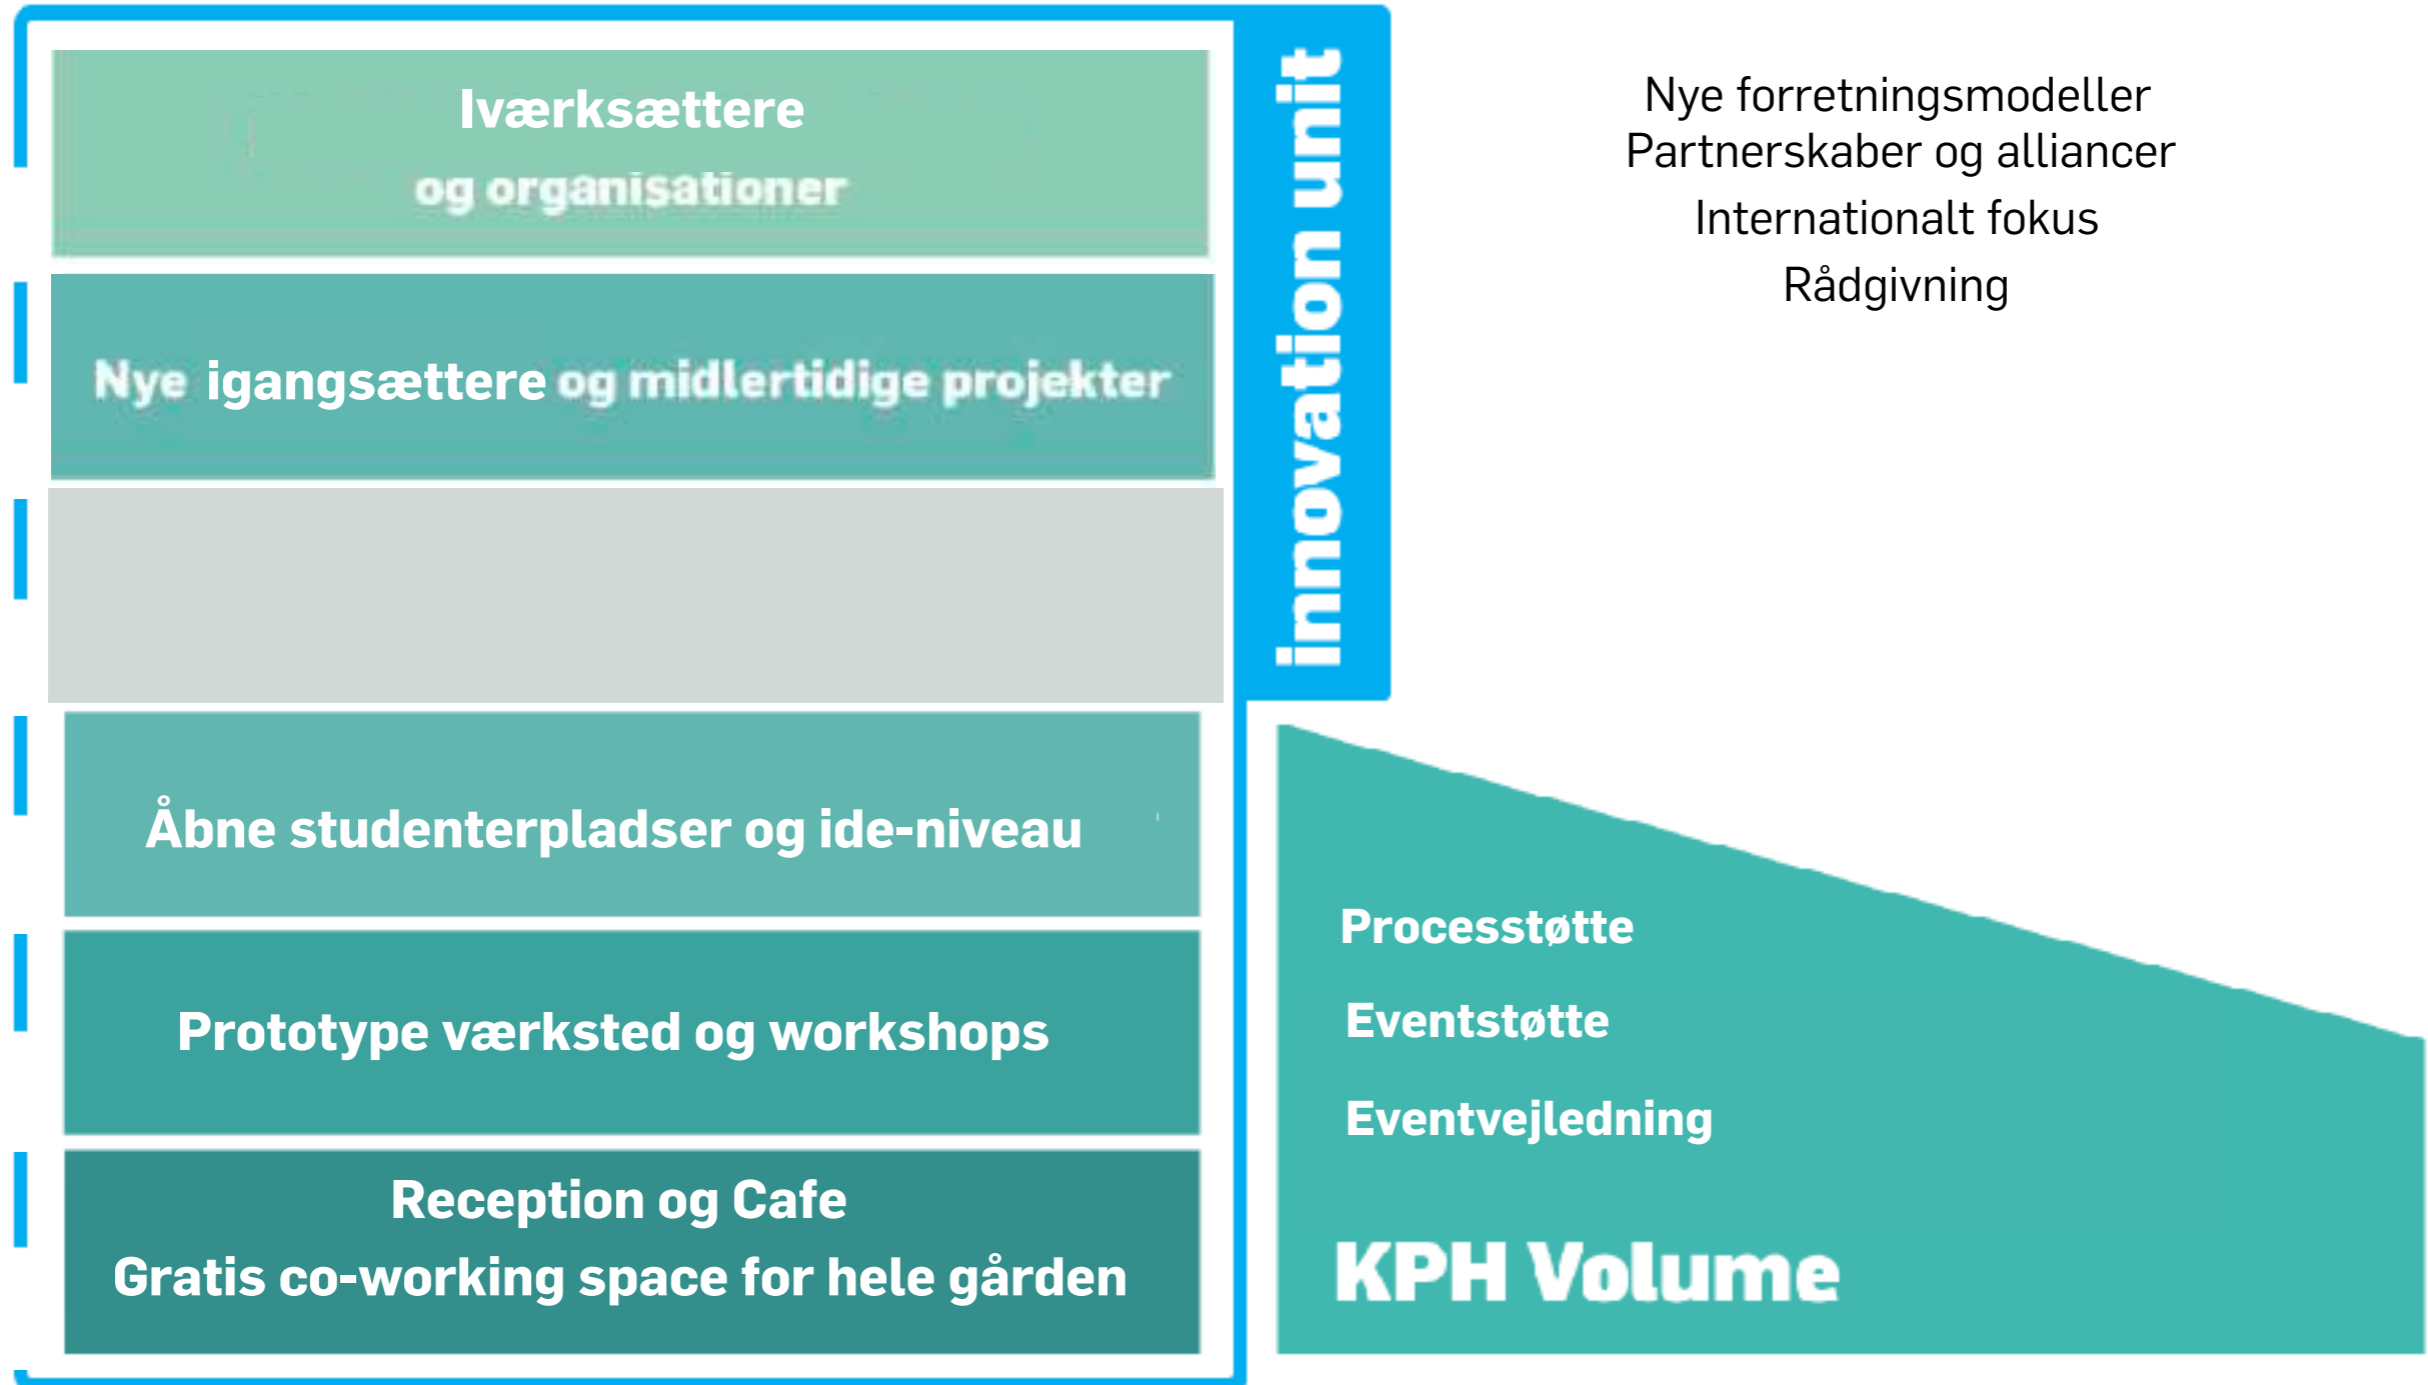 Iværksættere
og organisationer
Nye igangsættere og midlertidige projekter
Åbne studenterpladser og ide-niveau
Prototype værksted og workshops
Reception og Cafe
Gratis co-working space for hele gården
innovation unit
Nye forretningsmodeller
Partnerskaber og alliancer
Internationalt fokus
Rådgivning
Processtøtte
Eventstøtte
Eventvejledning
KPH Volume